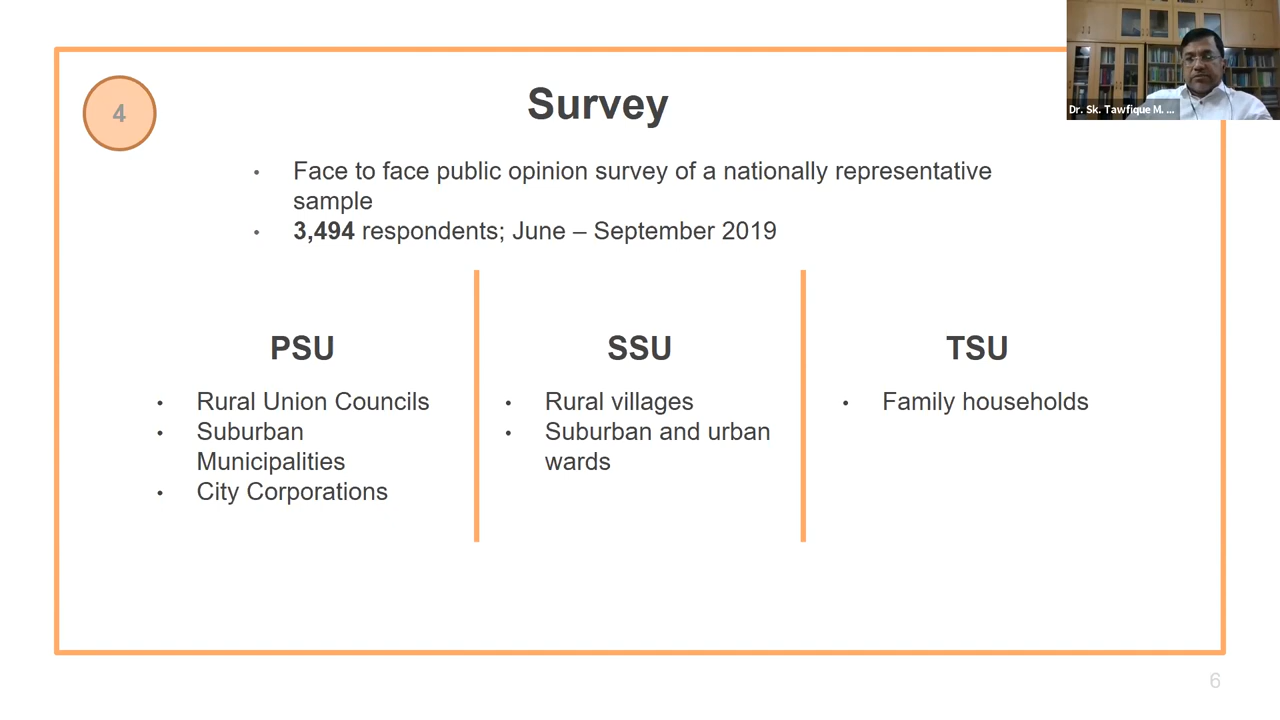 4
Survey
Dr. Sk. Tawfique M. ...
• Face to face public opinion survey of a nationally representative
sample
• 3,494 respondents; June – September 2019
PSU
• Rural Union Councils
• Suburban
Municipalities
• City Corporations
SSU
• Rural villages
• Suburban and urban
wards
TSU
• Family households
6